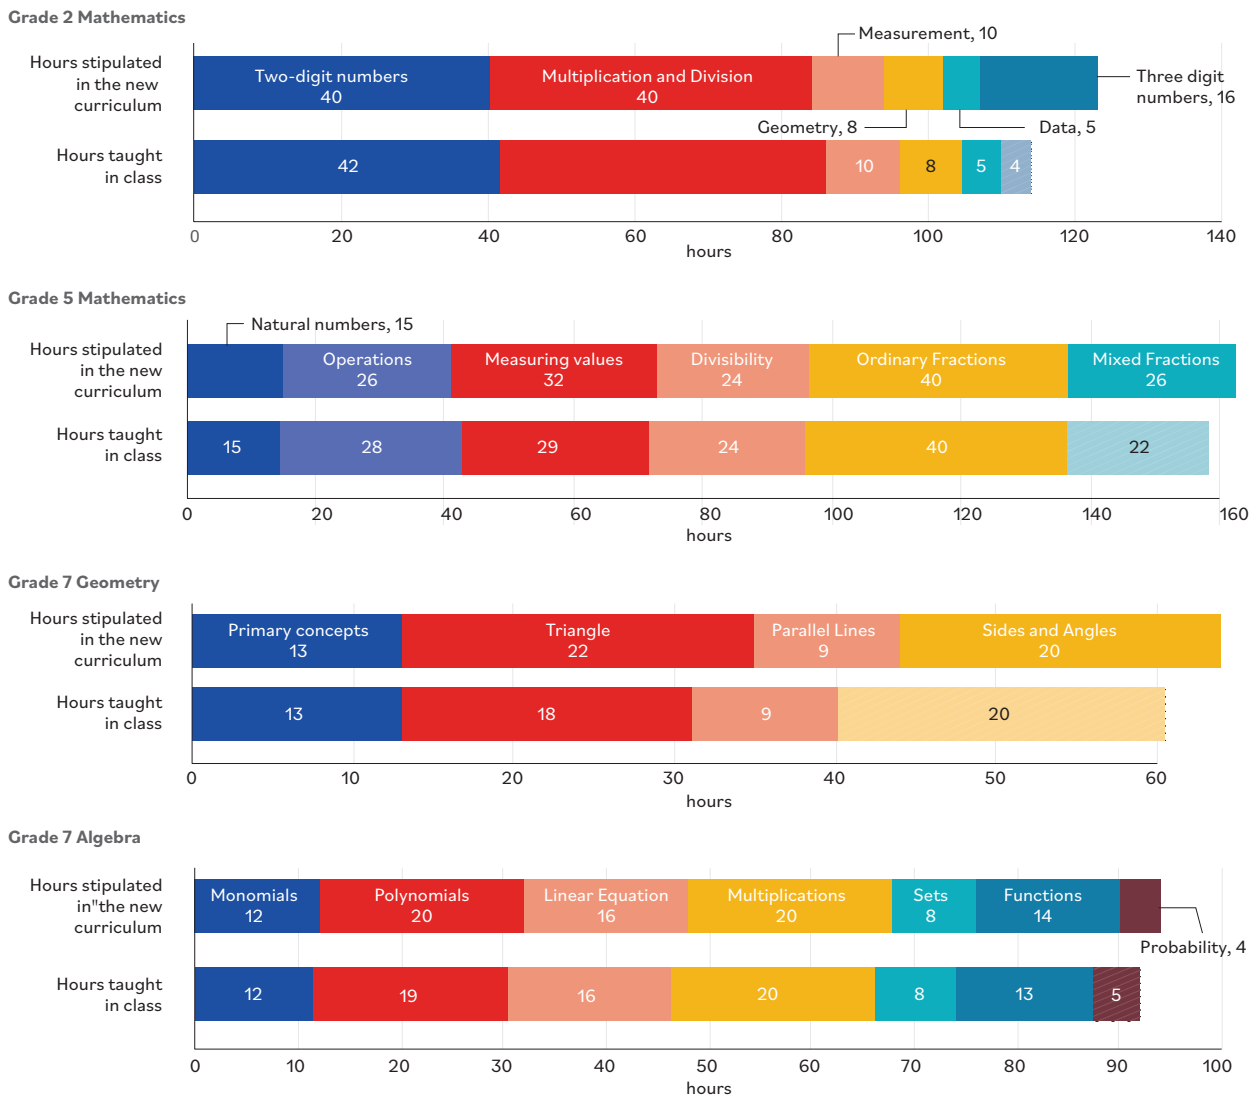 Grade 2 Mathematics
Measurement, 10
Hours stipulated
in the new
curriculum
Two-digit numbers
40
Multiplication and Division
40
Three digit
numbers, 16
Geometry, 8
Data, 5
Hours taught
in class
42
10
8
5
4
0
20
40
60
80
100
120
140
hours
Grade 5 Mathematics
Natural numbers, 15
Hours stipulated
in the new
curriculum
Operations
26
Measuring values
32
Divisibility
24
Ordinary Fractions
40
Mixed Fractions
26
Hours taught
in class
15
28
29
24
40
22
0
20
40
60
80
100
120
140
160
hours
Grade 7 Geometry
Hours stipulated
in the new
curriculum
Primary concepts
13
Triangle
22
Parallel Lines
9
Sides and Angles
20
Hours taught
in class
13
18
9
20
0
10
20
30
40
50
60
hours
Grade 7 Algebra
Hours stipulated
in"the new
curriculum
Monomials
12
Polynomials
20
Linear Equation
16
Multiplications
20
Sets
8
Functions
14
Probability, 4
Hours taught
in class
12
19
16
20
8
13
5
0
10
20
30
40
50
60
70
80
90
100
hours